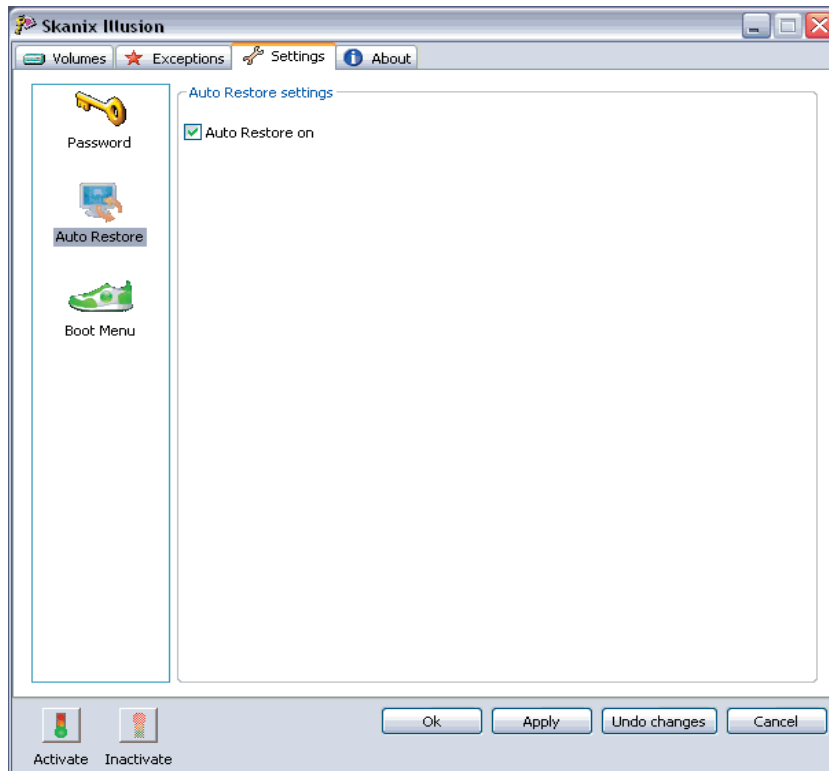 Skanix Illusion
Volumes Exceptions Settings About
Password
Auto Restore
Boot Menu
Auto Restore settings
Auto Restore on
Activate Inactivate
Ok Apply Undo changes Cancel